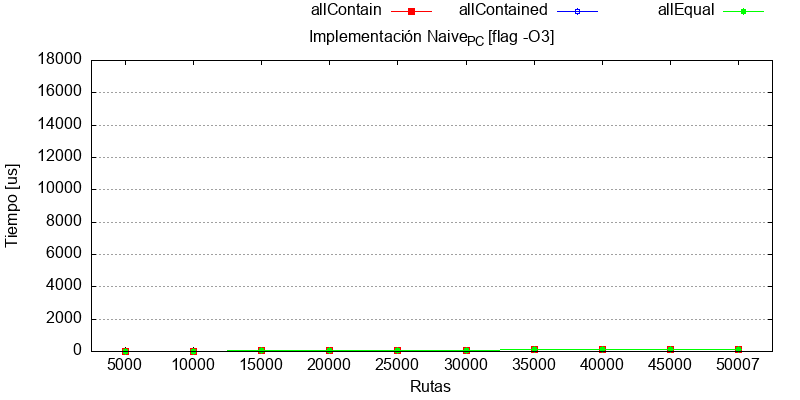 allContain allContained allEqual
Implementación Naive_PC [flag -O3]
18000
16000
14000
12000
10000
8000
6000
4000
2000
0
Tiempo [us]
5000 10000 15000 20000 25000 30000 35000 40000 45000 50007
Rutas